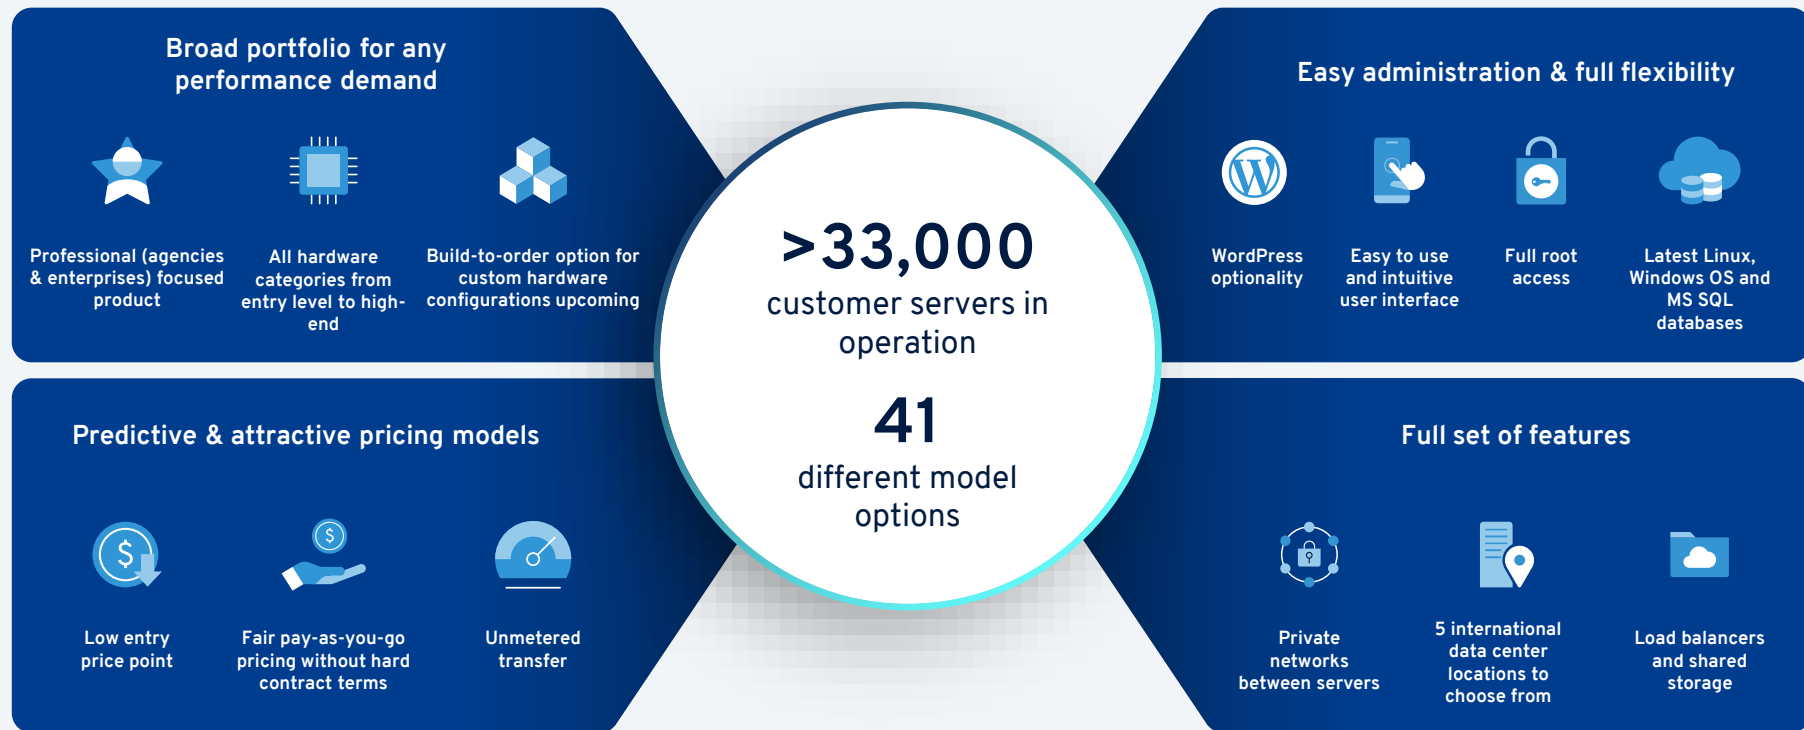 Broad portfolio for any
performance demand
Professional (agencies
& enterprises) focused
product
All hardware
categories from
entry level to high-
end
Build-to-order option for
custom hardware
configurations upcoming
Easy administration & full flexibility
WordPress
optionality
Easy to use
and intuitive
user interface
Full root
access
Latest Linux,
Windows OS and
MS SQL
databases
>33,000
customer servers in
operation
41
different model
options
Predictive & attractive pricing models
$
Low entry
price point
$
Fair pay-as-you-go
pricing without hard
contract terms
Unmetered
transfer
Full set of features
Private
networks
between servers
5 international
data center
locations to
choose from
Load balancers
and shared
storage